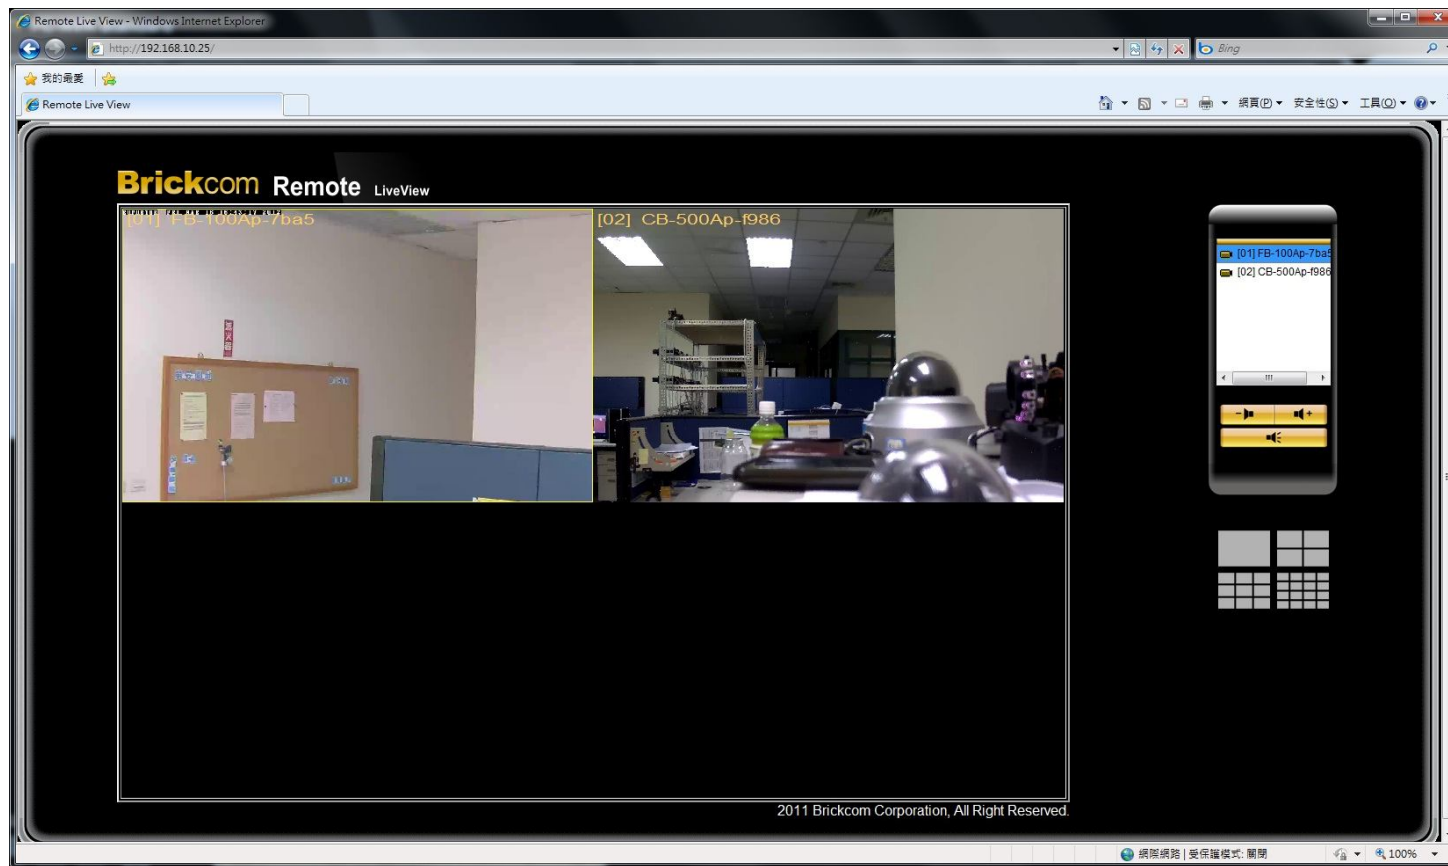 Remote Live View - Windows Internet Explorer
http://192.168.10.25/
Bing
我的最愛
Remote Live View
網頁(P) 安全性(S) 工具(O)
Brickcom Remote LiveView
[01] FB-100Ap-7ba5
[02] CB-500Ap-f986
[01] FB-100Ap-7ba5
[02] CB-500Ap-f986
2011 Brickcom Corporation, All Right Reserved.
網際網路 | 受保護模式: 關閉
100%